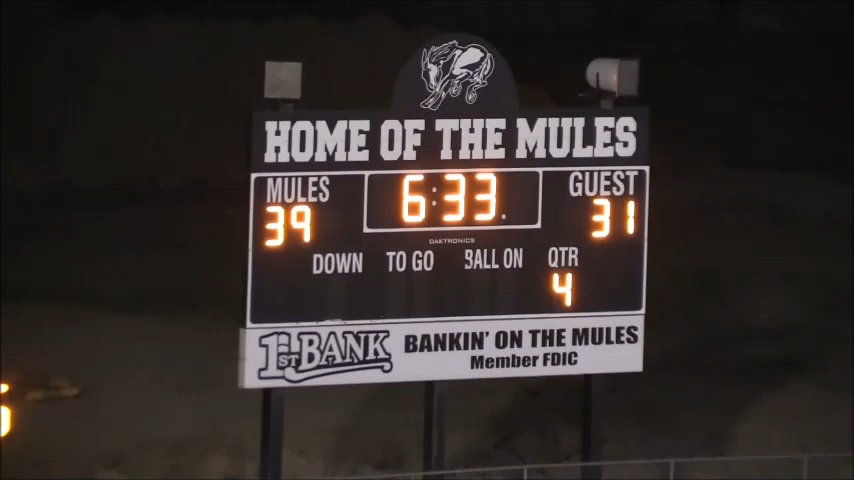 HOME OF THE MULES
MULES 6:33. GUEST
39 31
DAKTRONICS
DOWN TO GO BALL ON QTR
4
1ST BANK BANKIN' ON THE MULES
Member FDIC